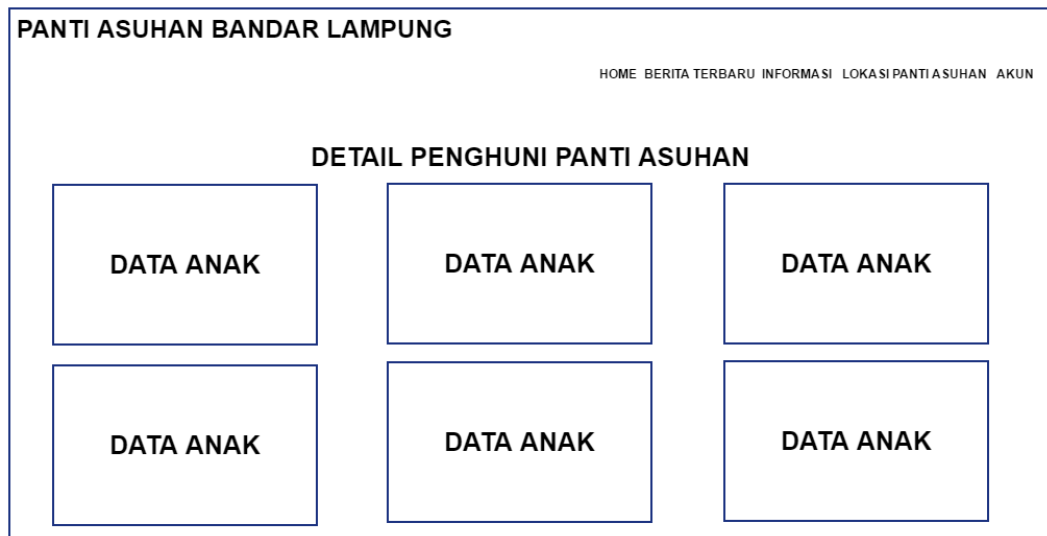 PANTI ASUHAN BANDAR LAMPUNG
HOME BERITA TERBARU INFORMASI LOKASI PANTI ASUHAN AKUN
DETAIL PENGHUNI PANTI ASUHAN
DATA ANAK DATA ANAK DATA ANAK
DATA ANAK DATA ANAK DATA ANAK